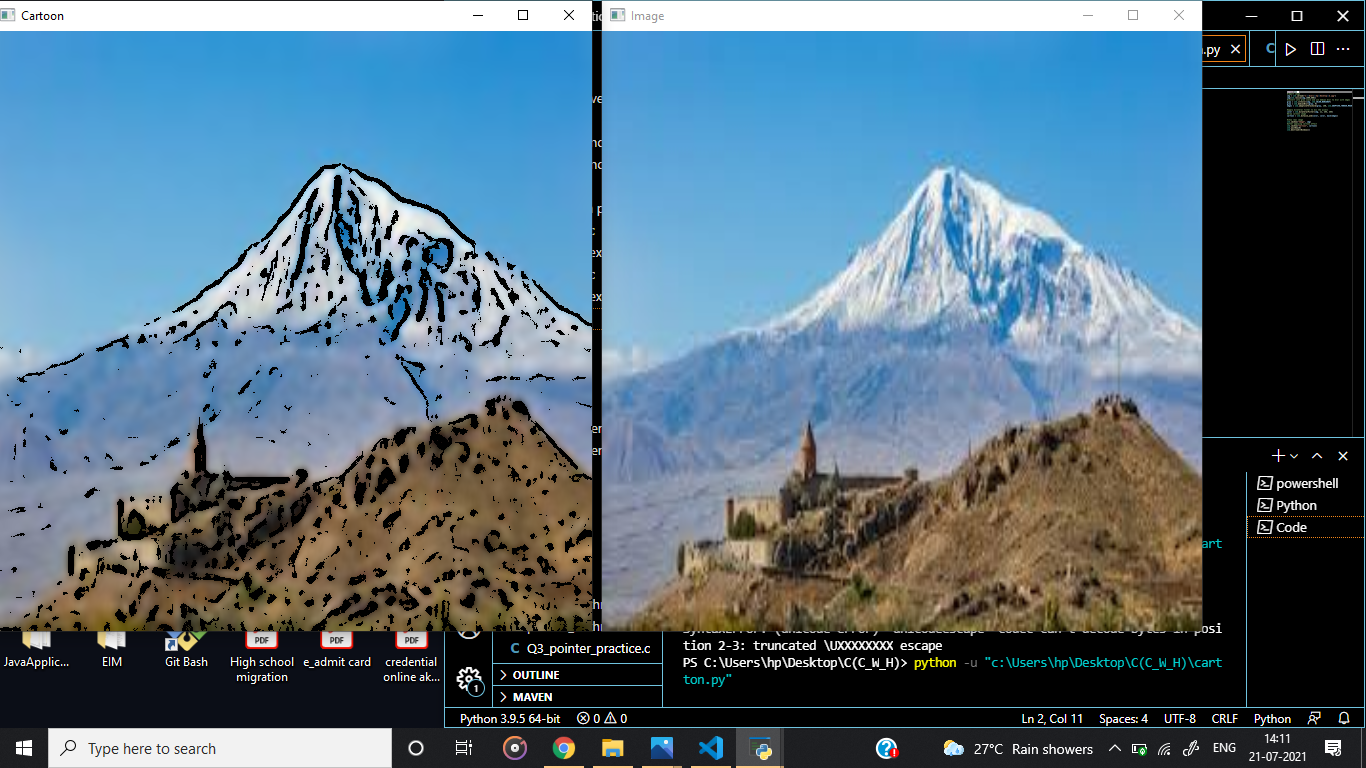 Cartoon
Image
.py
powershell
Python
Code
cart
tion 2-3: truncated \UXXXXXXXX escape
PS C:\Users\hp\Desktop\C(C_W_H)> python -u "c:\Users\hp\Desktop\C(C_W_H)\cart
ton.py"
Q3_pointer_practice.c
OUTLINE
MAVEN
1
PDF
PDF
PDF
JavaApplic...
EIM
Git Bash
High school
migration
e_admit card
credential
online ak...
Python 3.9.5 64-bit
0
0
Ln 2, Col 11
Spaces: 4
UTF-8
CRLF
Python
Type here to search
27°C Rain showers
ENG
14:11
21-07-2021